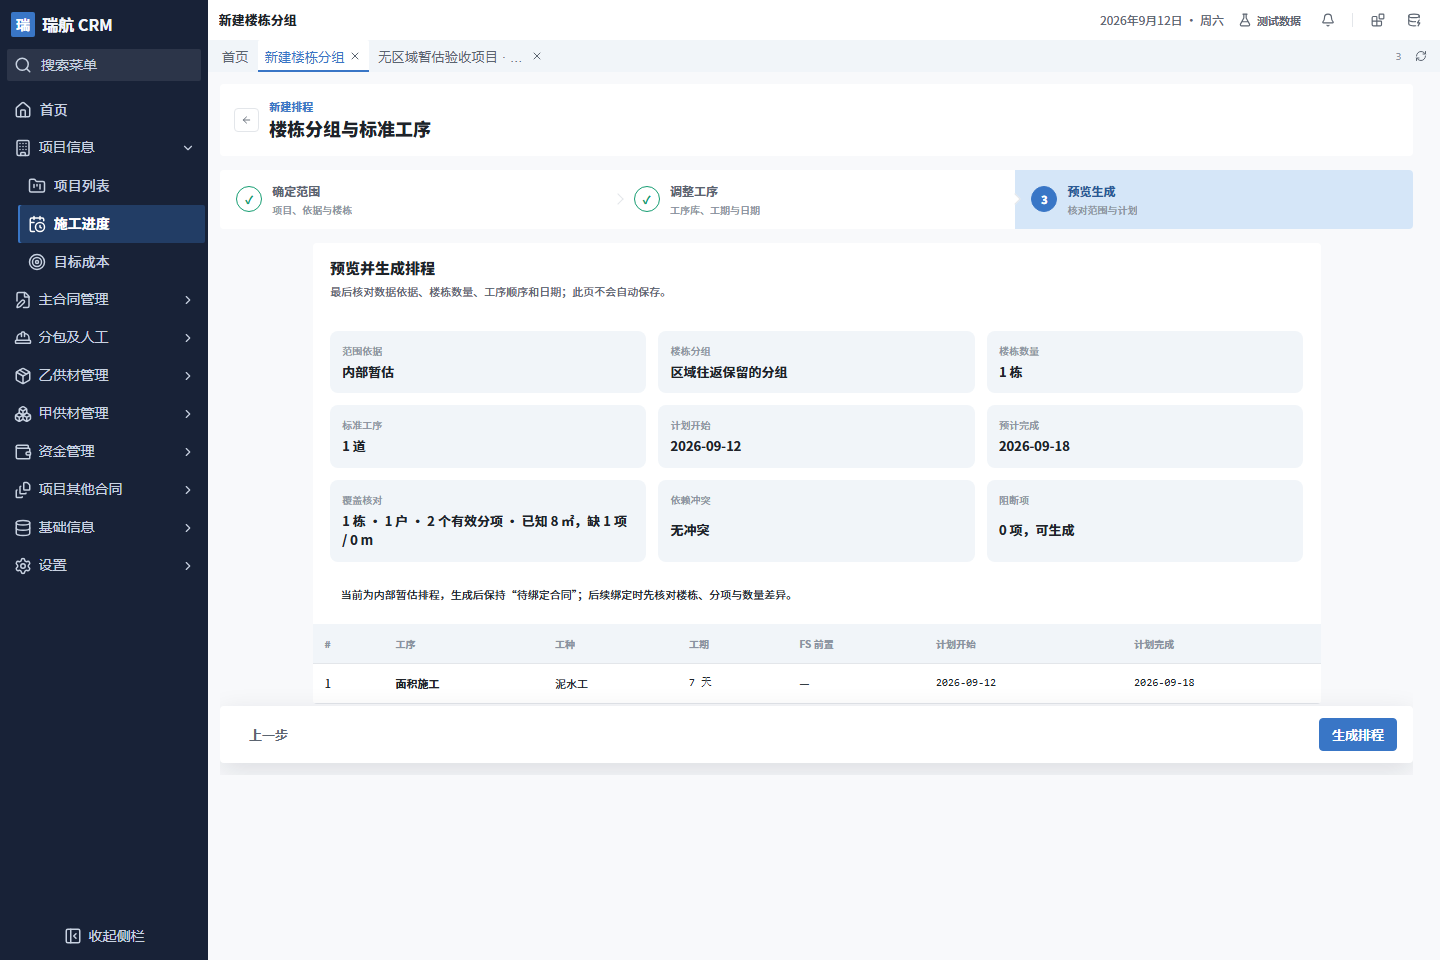 瑞 瑞航 CRM
搜索菜单
首页
项目信息
项目列表
施工进度
目标成本
主合同管理
分包及人工
乙供材管理
甲供材管理
资金管理
项目其他合同
基础信息
设置
收起侧栏
新建楼栋分组
2026年9月12日 · 周六 测试数据
首页 新建楼栋分组 × 无区域暂估验收项目 · … ×
3
新建排程
楼栋分组与标准工序
确定范围
项目、依据与楼栋
调整工序
工序库、工期与日期
3 预览生成
核对范围与计划
预览并生成排程
最后核对数据依据、楼栋数量、工序顺序和日期；此页不会自动保存。
范围依据
内部暂估
楼栋分组
区域往返保留的分组
楼栋数量
1 栋
标准工序
1 道
计划开始
2026-09-12
预计完成
2026-09-18
覆盖核对
1 栋 · 1 户 · 2 个有效分项 · 已知 8 ㎡，缺 1 项
/ 0 m
依赖冲突
无冲突
阻断项
0 项，可生成
当前为内部暂估排程，生成后保持“待绑定合同”；后续绑定时先核对楼栋、分项与数量差异。
# 工序 工种 工期 FS 前置 计划开始 计划完成
1 面积施工 泥水工 7 天 — 2026-09-12 2026-09-18
上一步
生成排程